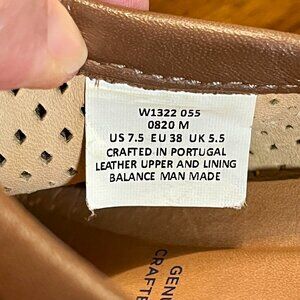 W1322 055
0820 M
US 7.5 EU 38 UK 5.5
CRAFTED IN PORTUGAL
LEATHER UPPER AND LINING
BALANCE MAN MADE